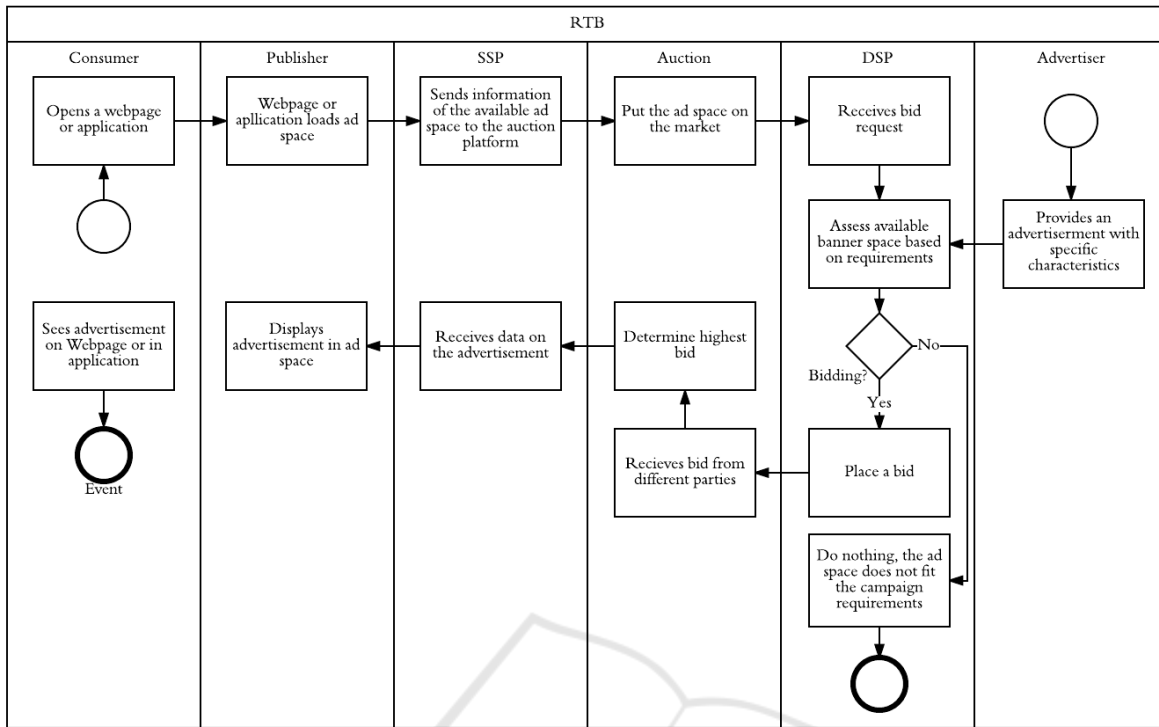 RTB
Consumer
Publisher
SSP
Auction
DSP
Advertiser
Opens a webpage
or application
Webpage or
apllication loads ad
space
Sends information
of the available ad
space to the auction
platform
Put the ad space on
the market
Receives bid
request
Assess available
banner space based
on requirements
Provides an
advertiserment with
specific
characteristics
Sees advertisement
on Webpage or in
application
Displays
advertisement in ad
space
Receives data on
the advertisement
Determine highest
bid
No
Bidding?
Yes
Event
Recieves bid from
different parties
Place a bid
Do nothing, the ad
space does not fit
the campaign
requirements